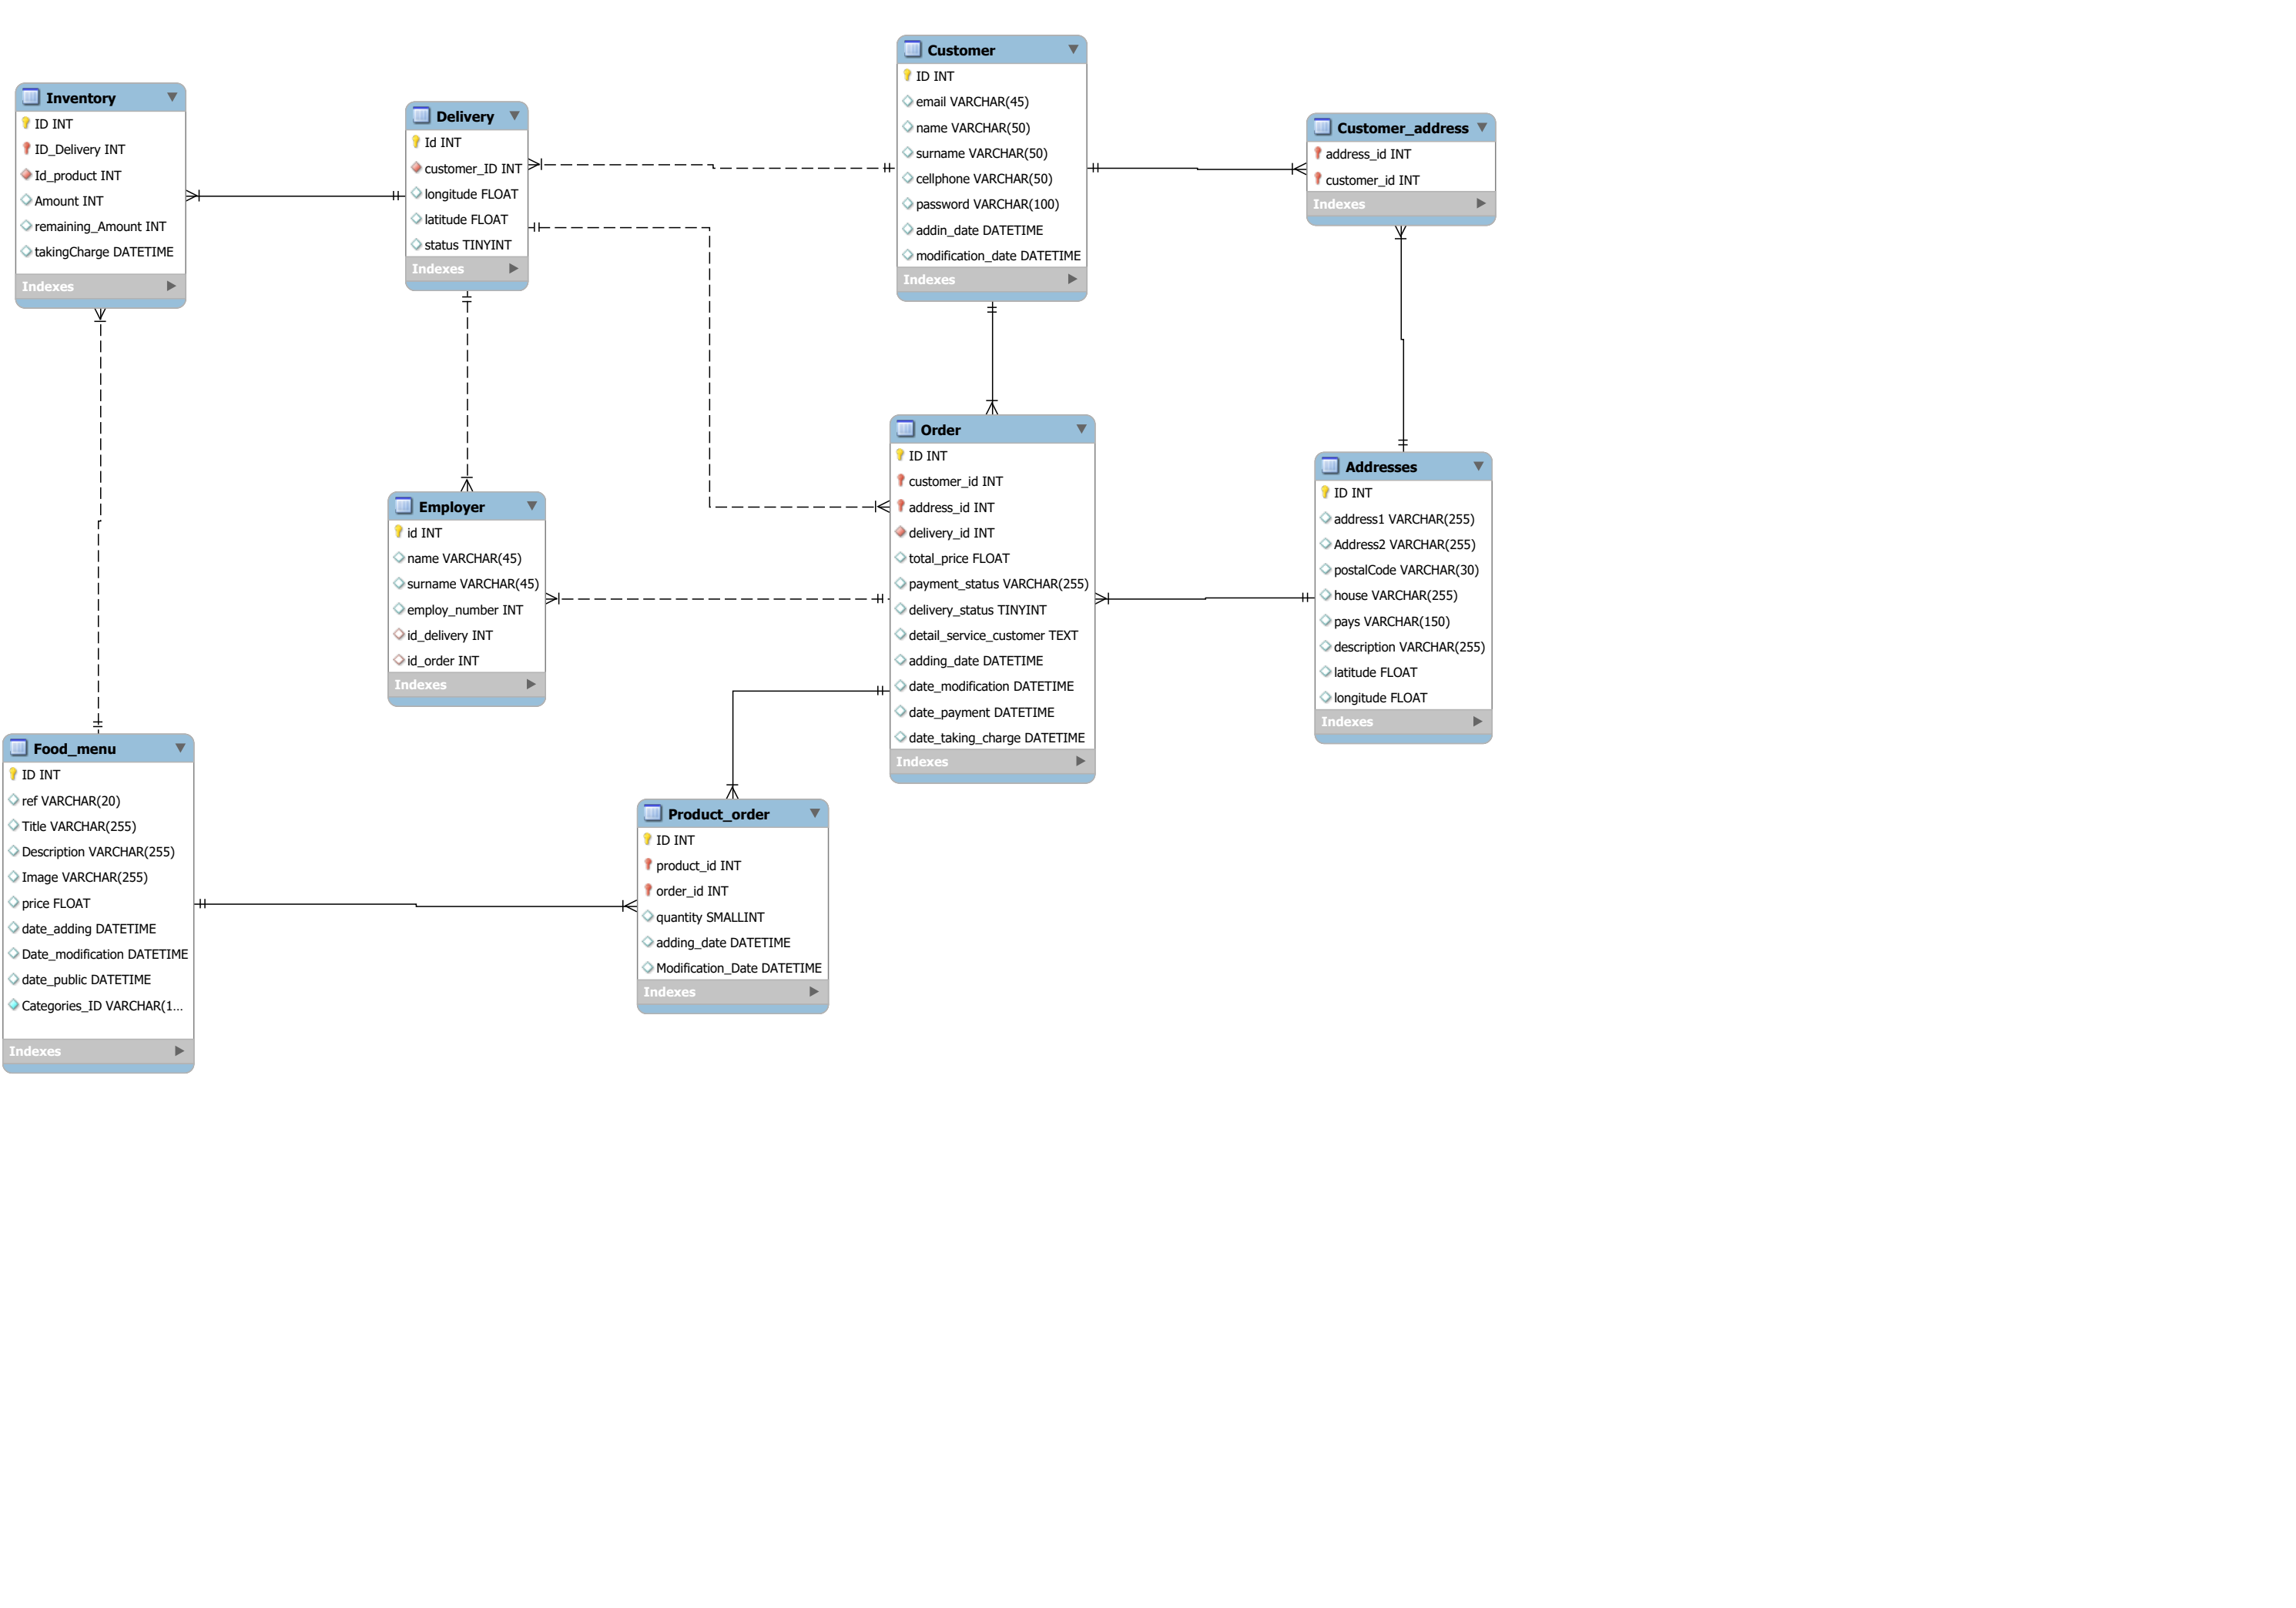 Customer
ID INT
email VARCHAR(45)
name VARCHAR(50)
surname VARCHAR(50)
cellphone VARCHAR(50)
password VARCHAR(100)
addin_date DATETIME
modification_date DATETIME
Indexes
Inventory
ID INT
ID_Delivery INT
Id_product INT
Amount INT
remaining_Amount INT
takingCharge DATETIME
Indexes
Delivery
Id INT
customer_ID INT
longitude FLOAT
latitude FLOAT
status TINYINT
Indexes
Customer_address
address_id INT
customer_id INT
Indexes
Order
ID INT
customer_id INT
address_id INT
delivery_id INT
total_price FLOAT
payment_status VARCHAR(255)
delivery_status TINYINT
detail_service_customer TEXT
adding_date DATETIME
date_modification DATETIME
date_payment DATETIME
date_taking_charge DATETIME
Indexes
Addresses
ID INT
address1 VARCHAR(255)
Address2 VARCHAR(255)
postalCode VARCHAR(30)
house VARCHAR(255)
pays VARCHAR(150)
description VARCHAR(255)
latitude FLOAT
longitude FLOAT
Indexes
Employer
id INT
name VARCHAR(45)
surname VARCHAR(45)
employ_number INT
id_delivery INT
id_order INT
Indexes
Food_menu
ID INT
ref VARCHAR(20)
Title VARCHAR(255)
Description VARCHAR(255)
Image VARCHAR(255)
price FLOAT
date_adding DATETIME
Date_modification DATETIME
date_public DATETIME
Categories_ID VARCHAR(1...
Indexes
Product_order
ID INT
product_id INT
order_id INT
quantity SMALLINT
adding_date DATETIME
Modification_Date DATETIME
Indexes